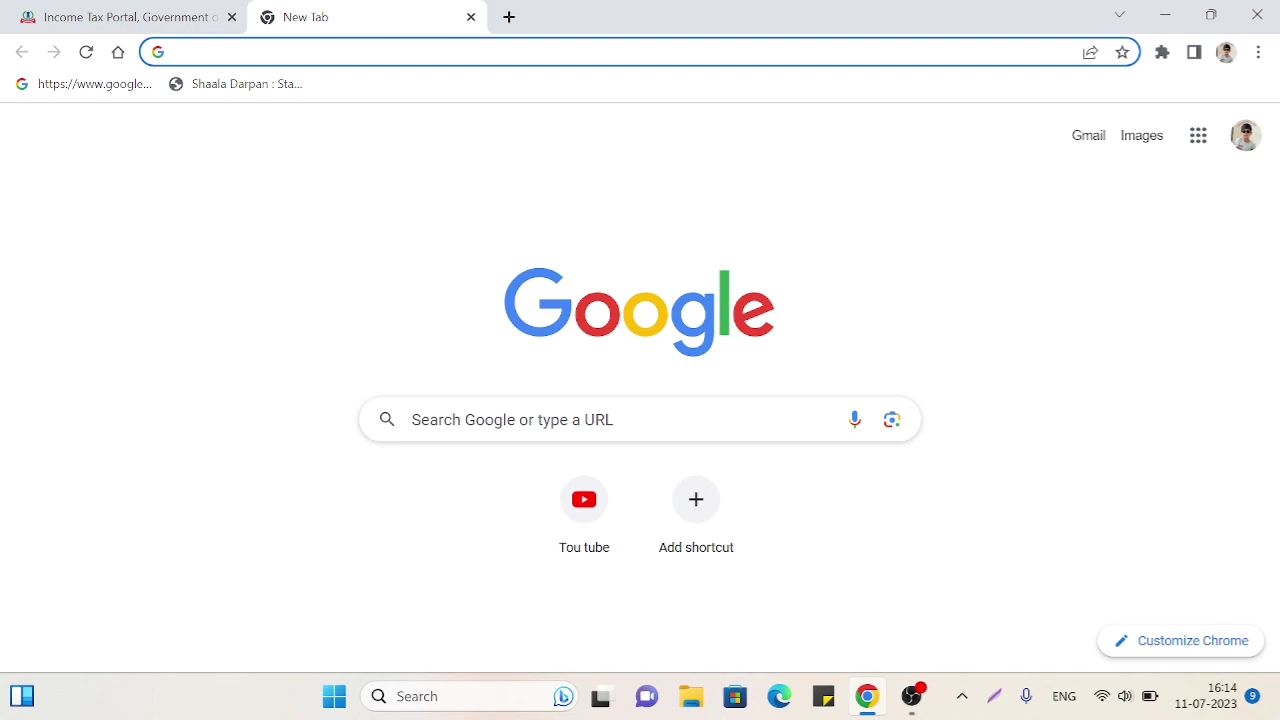 Income Tax Portal, Government o
New Tab
https://www.google...
Shaala Darpan : Sta...
Gmail
Images
Google
Search Google or type a URL
Tou tube
Add shortcut
Customize Chrome
Search
ENG
16:14
11-07-2023
9